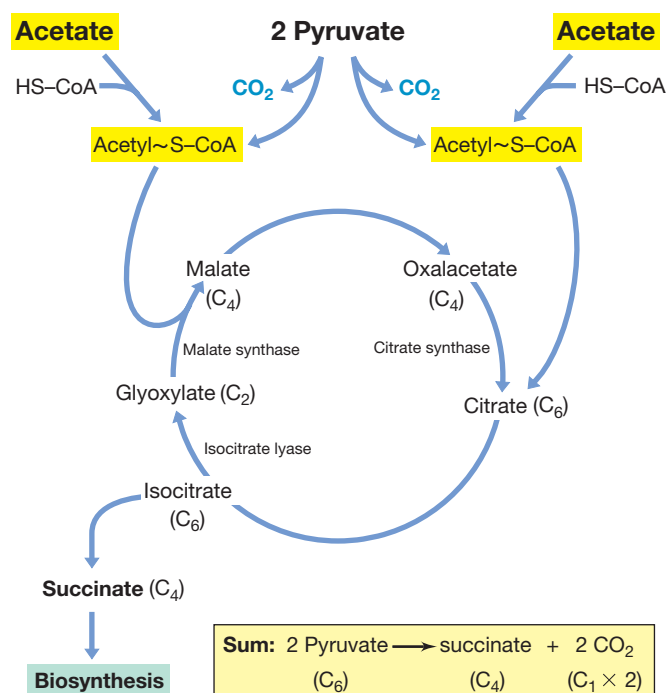 Acetate 2 Pyruvate Acetate
HS–CoA CO₂ CO₂ HS–CoA
Acetyl~S–CoA Acetyl~S–CoA
Malate Oxalacetate
(C₄) (C₄)
Malate synthase Citrate synthase
Glyoxylate (C₂) Citrate (C₆)
Isocitrate lyase
Isocitrate
(C₆)
Succinate (C₄)
Sum: 2 Pyruvate ⟶ succinate + 2 CO₂
(C₆) (C₄) (C₁ × 2)
Biosynthesis